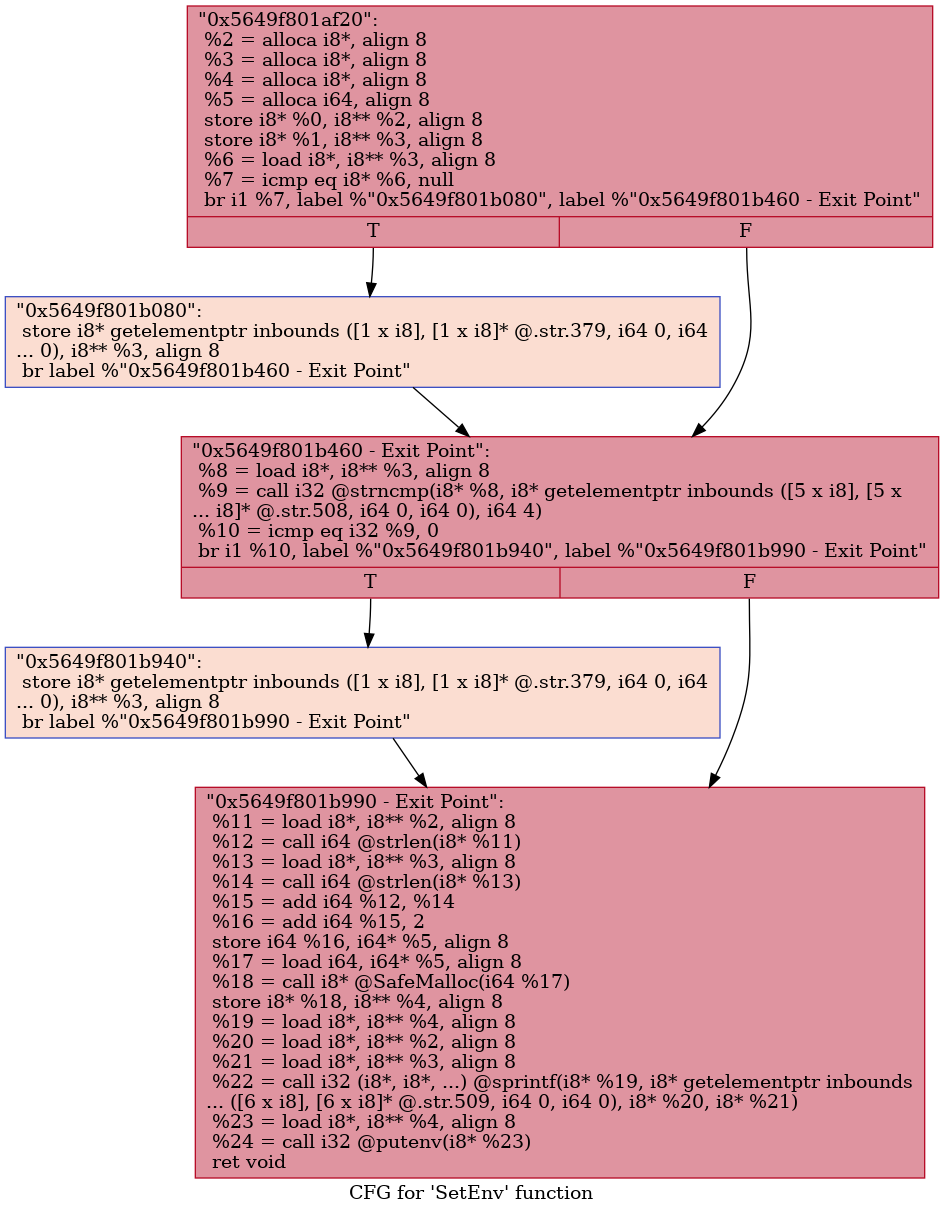 "0x5649f801af20":
%2 = alloca i8*, align 8
%3 = alloca i8*, align 8
%4 = alloca i8*, align 8
%5 = alloca i64, align 8
store i8* %0, i8** %2, align 8
store i8* %1, i8** %3, align 8
%6 = load i8*, i8** %3, align 8
%7 = icmp eq i8* %6, null
br i1 %7, label %"0x5649f801b080", label %"0x5649f801b460 - Exit Point"
T F
"0x5649f801b080":
store i8* getelementptr inbounds ([1 x i8], [1 x i8]* @.str.379, i64 0, i64
... 0), i8** %3, align 8
br label %"0x5649f801b460 - Exit Point"
"0x5649f801b460 - Exit Point":
%8 = load i8*, i8** %3, align 8
%9 = call i32 @strncmp(i8* %8, i8* getelementptr inbounds ([5 x i8], [5 x
... i8]* @.str.508, i64 0, i64 0), i64 4)
%10 = icmp eq i32 %9, 0
br i1 %10, label %"0x5649f801b940", label %"0x5649f801b990 - Exit Point"
T F
"0x5649f801b940":
store i8* getelementptr inbounds ([1 x i8], [1 x i8]* @.str.379, i64 0, i64
... 0), i8** %3, align 8
br label %"0x5649f801b990 - Exit Point"
"0x5649f801b990 - Exit Point":
%11 = load i8*, i8** %2, align 8
%12 = call i64 @strlen(i8* %11)
%13 = load i8*, i8** %3, align 8
%14 = call i64 @strlen(i8* %13)
%15 = add i64 %12, %14
%16 = add i64 %15, 2
store i64 %16, i64* %5, align 8
%17 = load i64, i64* %5, align 8
%18 = call i8* @SafeMalloc(i64 %17)
store i8* %18, i8** %4, align 8
%19 = load i8*, i8** %4, align 8
%20 = load i8*, i8** %2, align 8
%21 = load i8*, i8** %3, align 8
%22 = call i32 (i8*, i8*, ...) @sprintf(i8* %19, i8* getelementptr inbounds
... ([6 x i8], [6 x i8]* @.str.509, i64 0, i64 0), i8* %20, i8* %21)
%23 = load i8*, i8** %4, align 8
%24 = call i32 @putenv(i8* %23)
ret void
CFG for 'SetEnv' function